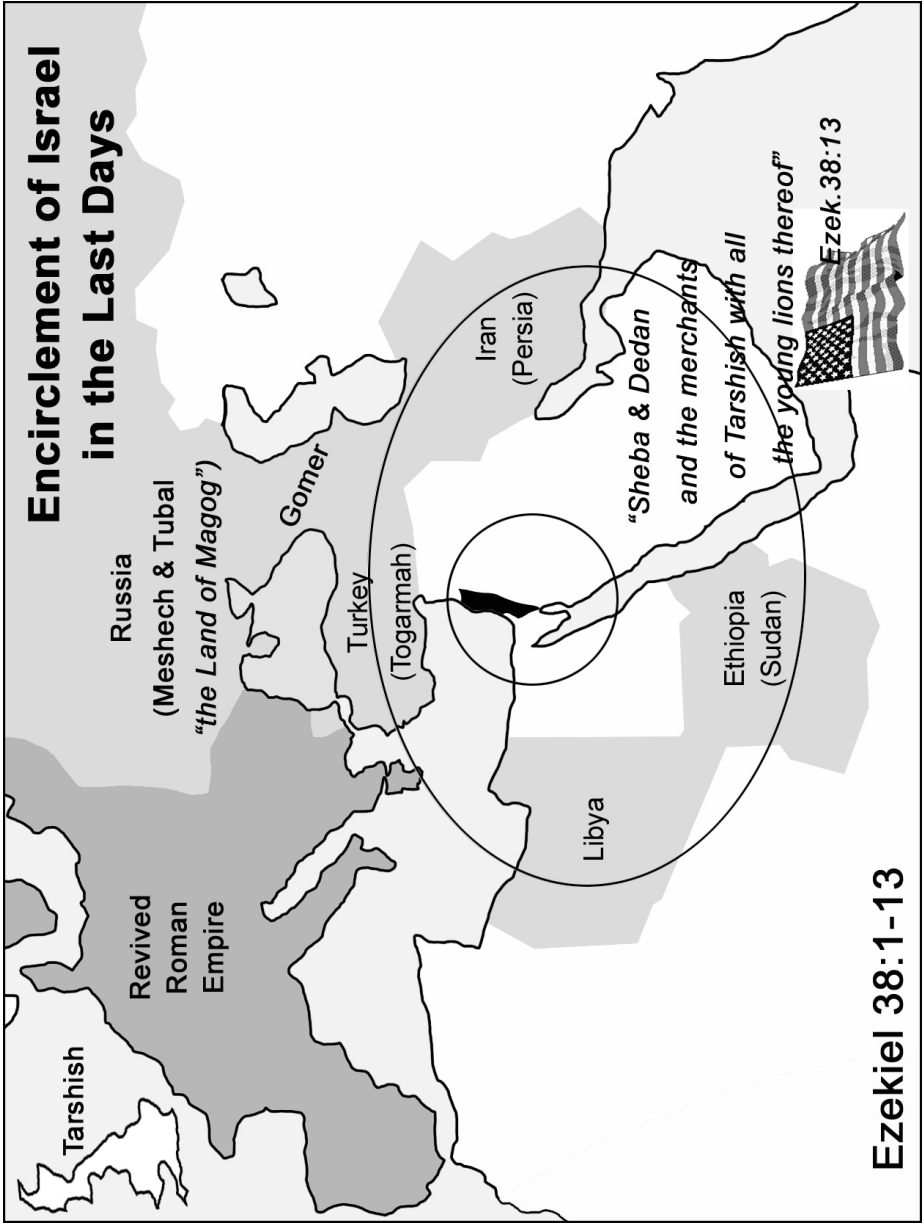 Encirclement of Israel
in the Last Days
Russia
(Meshech & Tubal
“the Land of Magog”)
Gomer
Tarshish
Revived
Roman
Empire
Turkey
(Togarmah)
Iran
(Persia)
“Sheba & Dedan
and the merchants
of Tarshish with all
the young lions thereof”
Ezek.38:13
Libya
Ethiopia
(Sudan)
Ezekiel 38:1-13